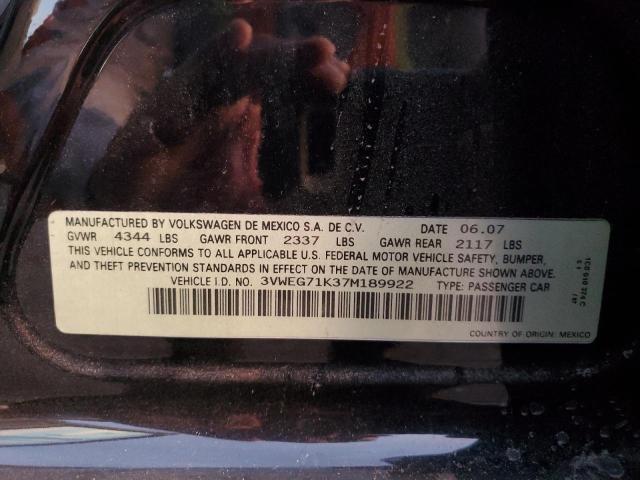 MANUFACTURED BY VOLKSWAGEN DE MEXICO S.A. DE C.V. DATE 06.07
GVWR 4344 LBS GAWR FRONT 2337 LBS GAWR REAR 2117 LBS
THIS VEHICLE CONFORMS TO ALL APPLICABLE U.S. FEDERAL MOTOR VEHICLE SAFETY, BUMPER,
AND THEFT PREVENTION STANDARDS IN EFFECT ON THE DATE OF MANUFACTURE SHOWN ABOVE.
VEHICLE I.D. NO. 3VWEG71K37M189922 TYPE: PASSENGER CAR
COUNTRY OF ORIGIN: MEXICO